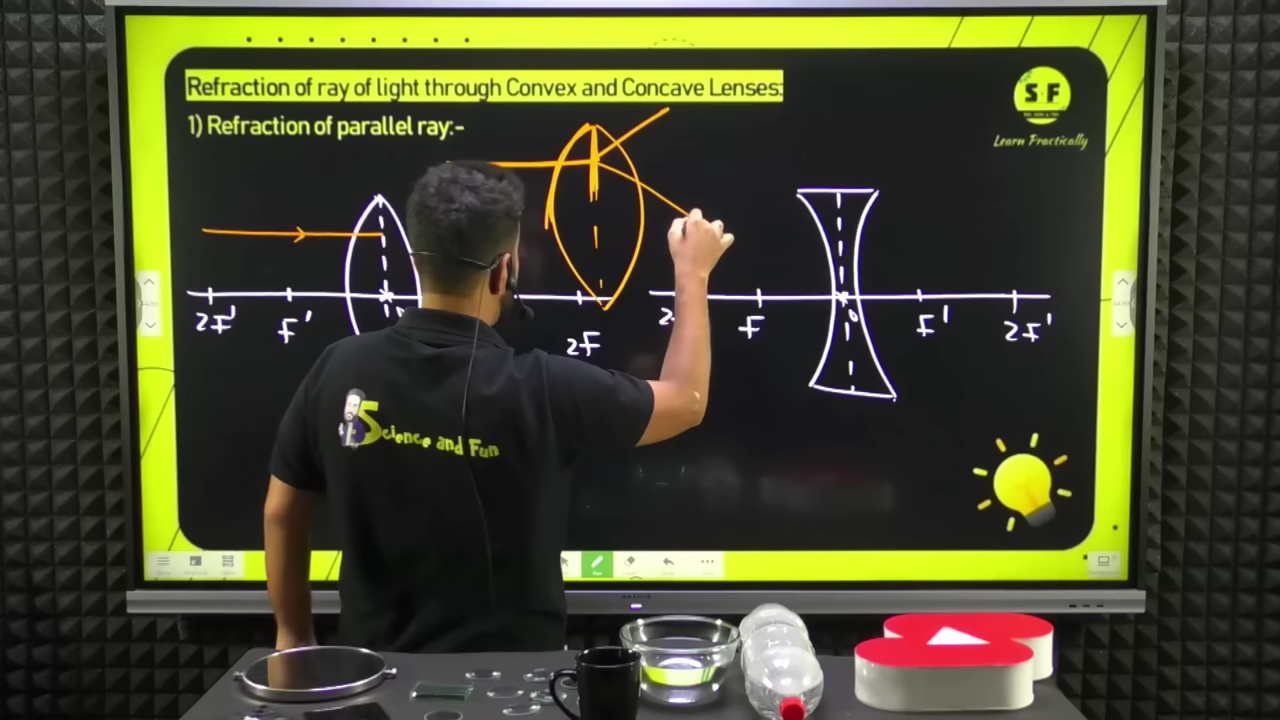 Refraction of ray of light through Convex and Concave Lenses:
1) Refraction of parallel ray:-
S F
Learn Practically
2F' F' 2F
F O F' 2F'
Science and Fun